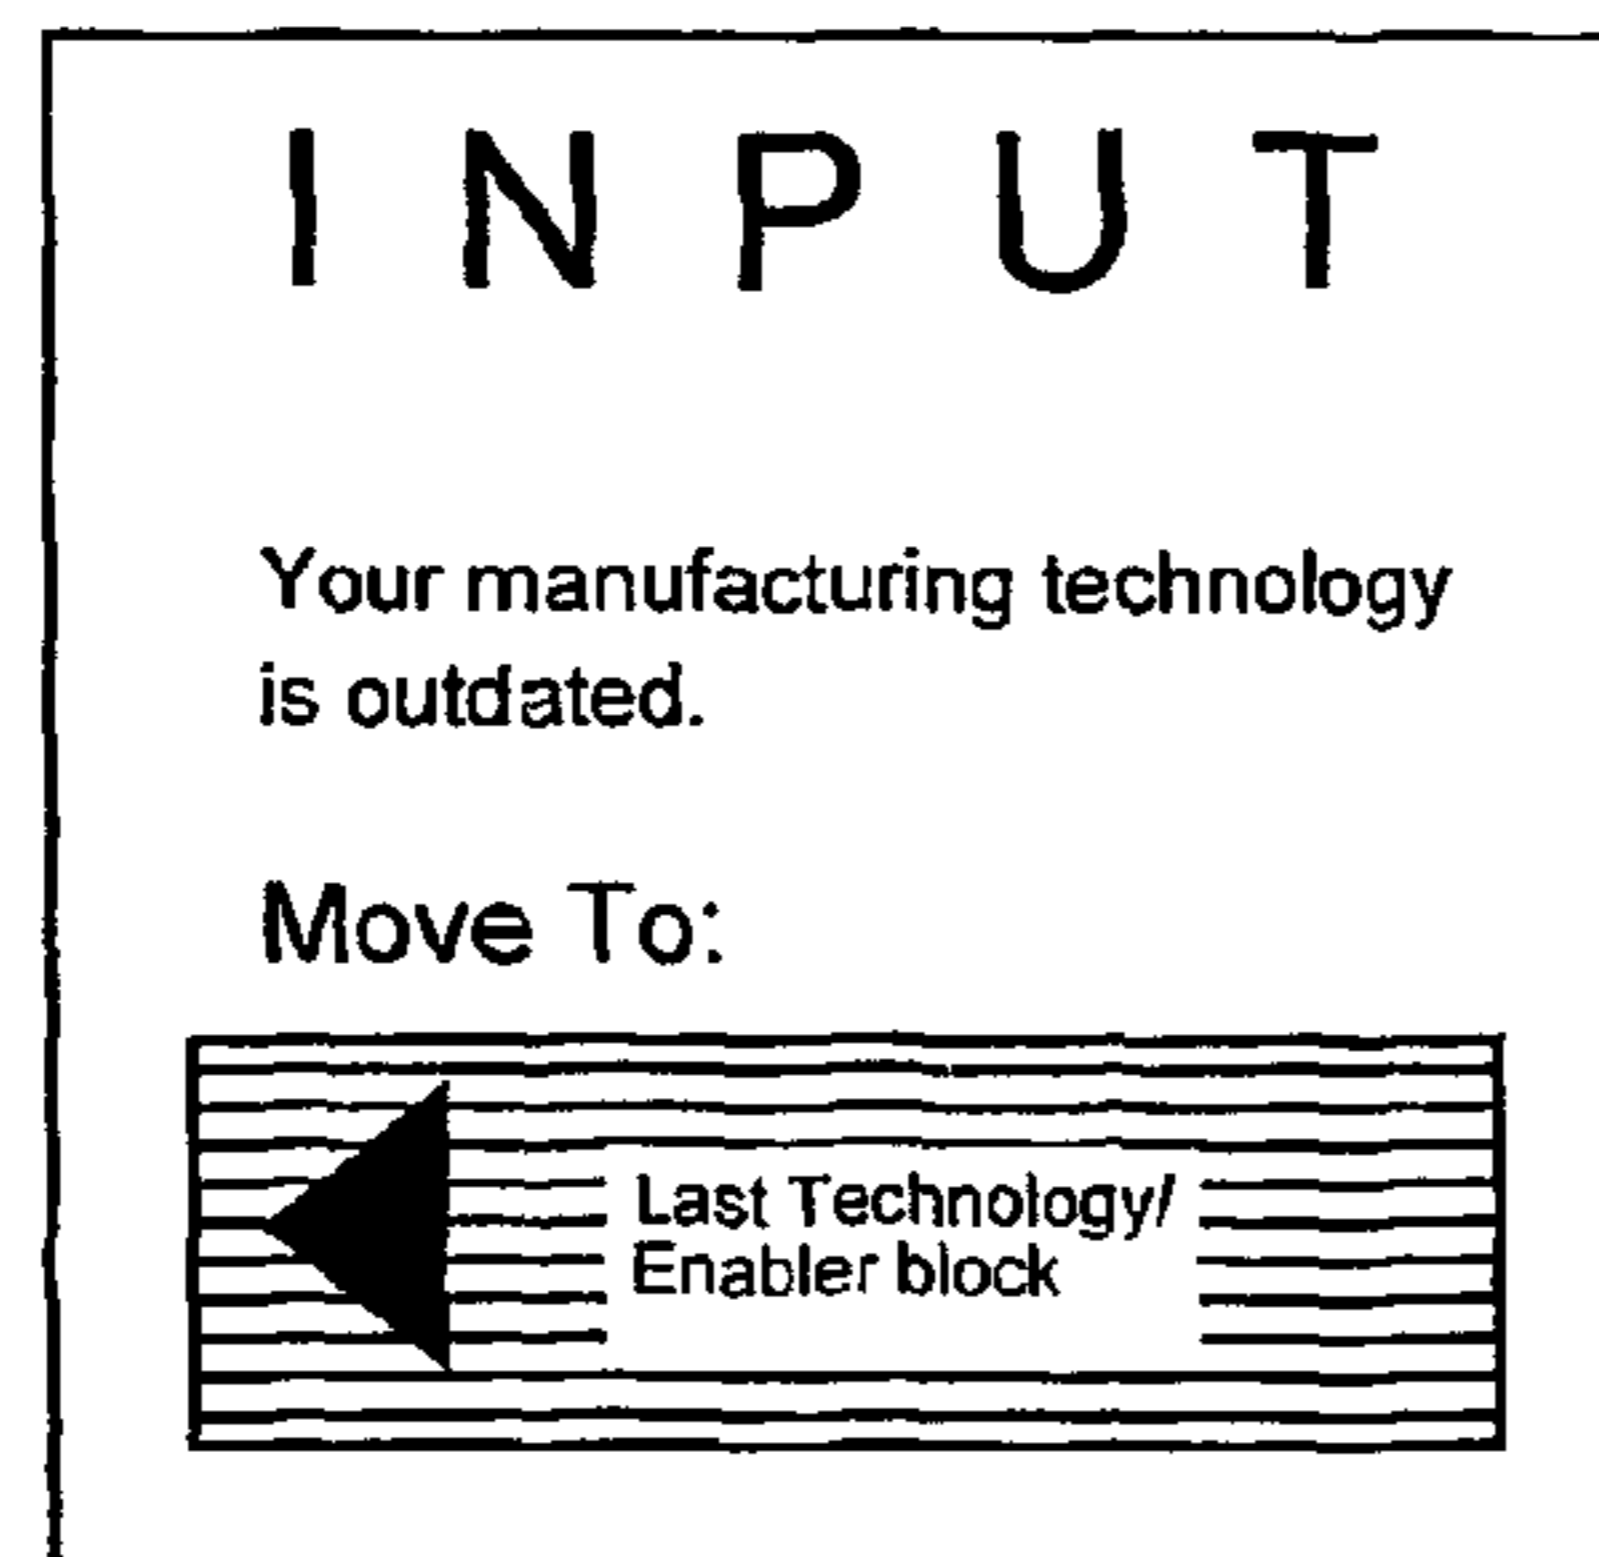 I N P U T
Your manufacturing technology
is outdated.
Move To:
Last Technology/
Enabler block